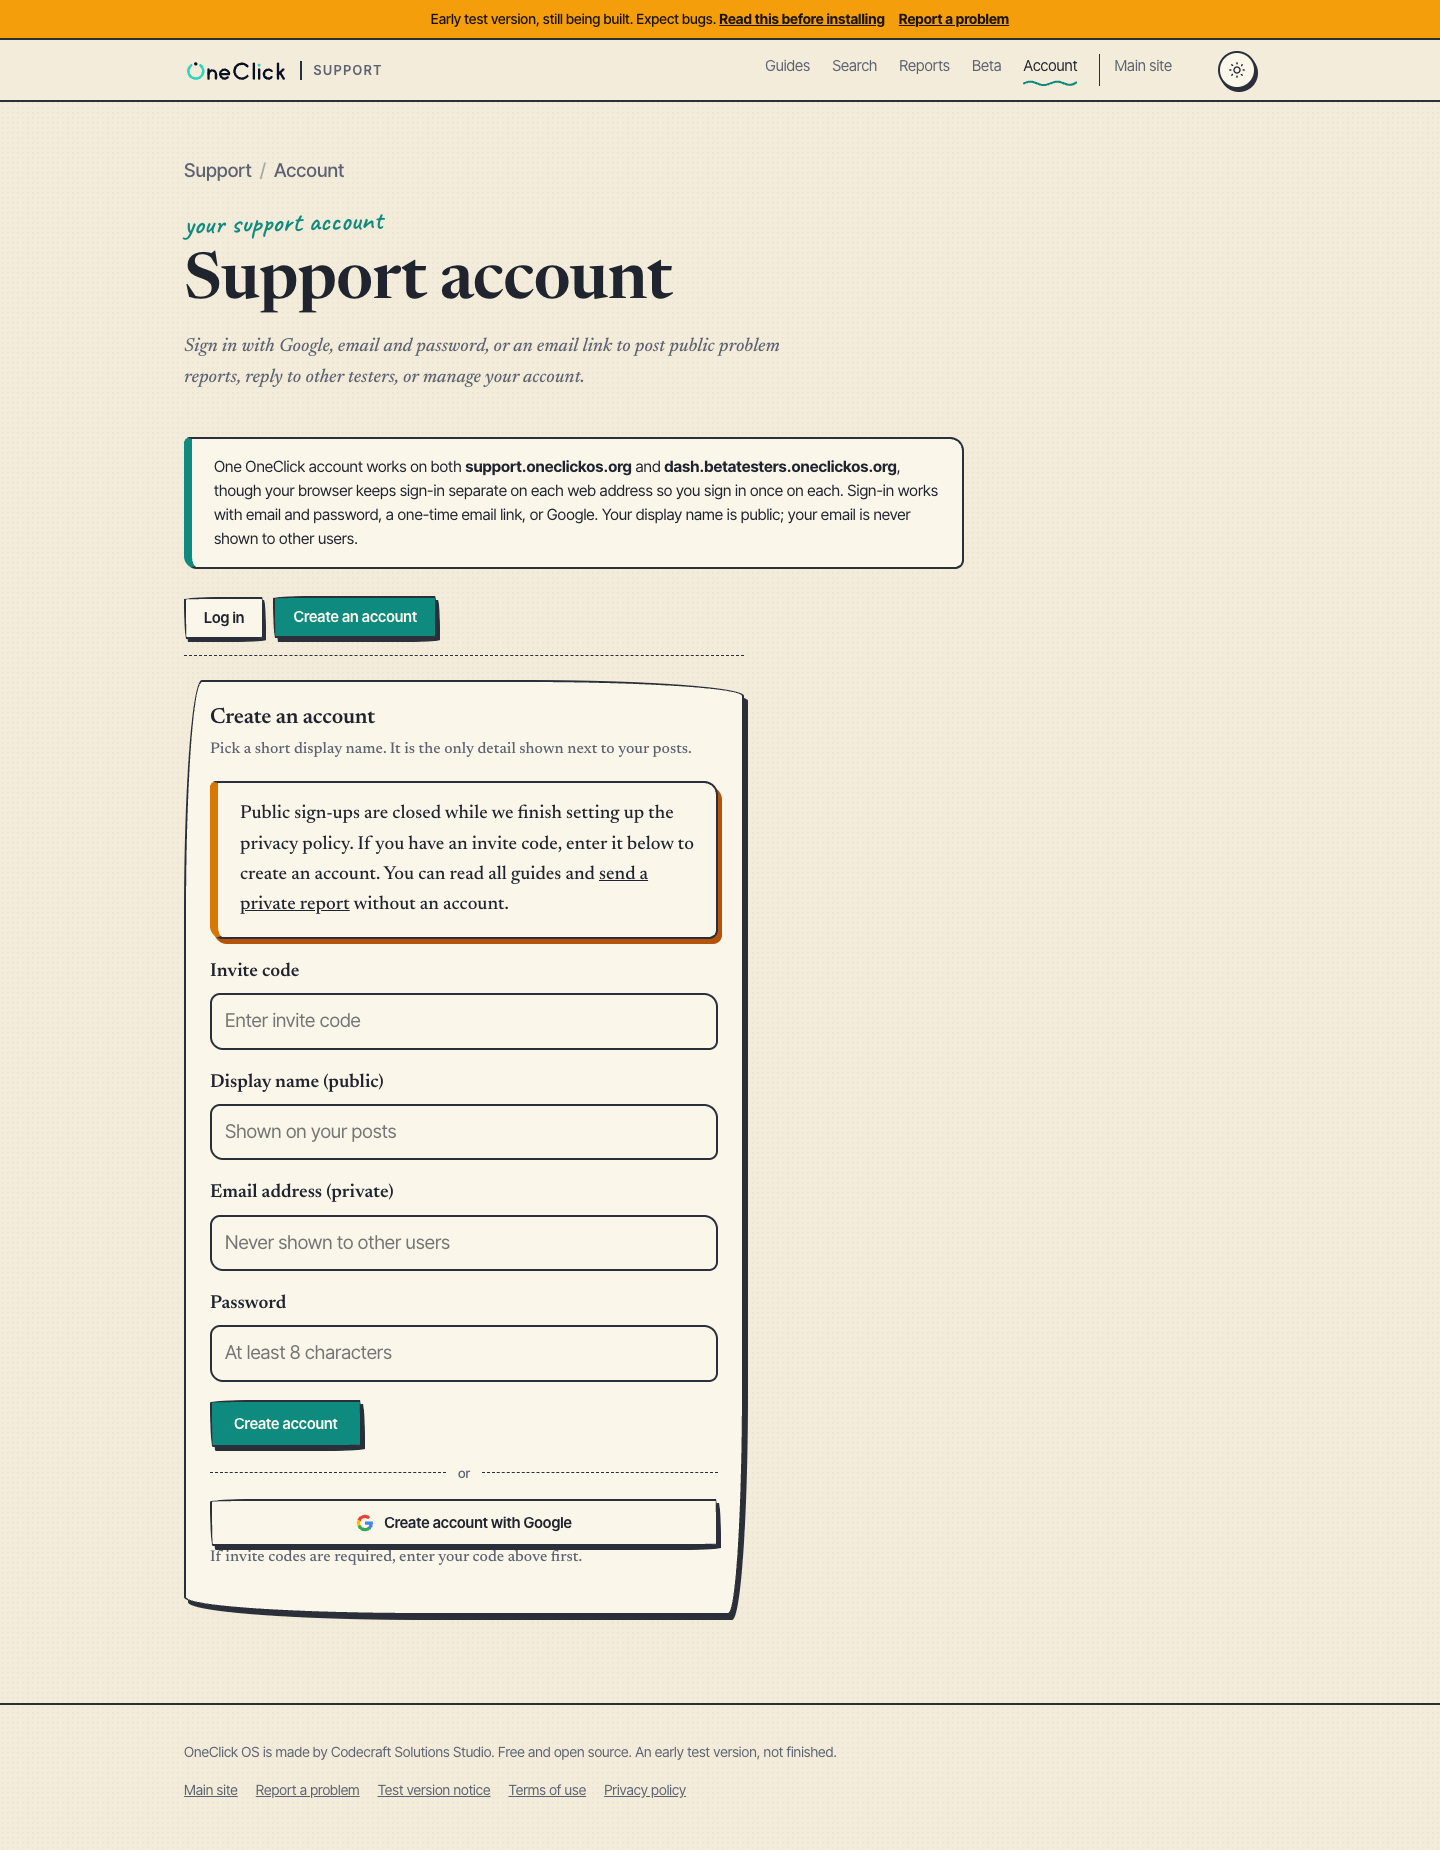 Early test version, still being built. Expect bugs. Read this before installing Report a problem
OneClick SUPPORT
Guides Search Reports Beta Account Main site
Support / Account
your support account
Support account
Sign in with Google, email and password, or an email link to post public problem
reports, reply to other testers, or manage your account.
One OneClick account works on both support.oneclickos.org and dash.betatesters.oneclickos.org,
though your browser keeps sign-in separate on each web address so you sign in once on each. Sign-in works
with email and password, a one-time email link, or Google. Your display name is public; your email is never
shown to other users.
Log in Create an account
Create an account
Pick a short display name. It is the only detail shown next to your posts.
Public sign-ups are closed while we finish setting up the
privacy policy. If you have an invite code, enter it below to
create an account. You can read all guides and send a
private report without an account.
Invite code
Enter invite code
Display name (public)
Shown on your posts
Email address (private)
Never shown to other users
Password
At least 8 characters
Create account
or
Create account with Google
If invite codes are required, enter your code above first.
OneClick OS is made by Codecraft Solutions Studio. Free and open source. An early test version, not finished.
Main site Report a problem Test version notice Terms of use Privacy policy